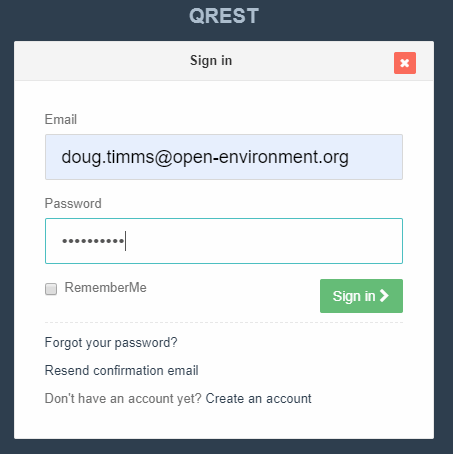 QREST
Sign in
Email
doug.timms@open-environment.org
Password
••••••••••
RememberMe
Sign in
Forgot your password?
Resend confirmation email
Don't have an account yet? Create an account